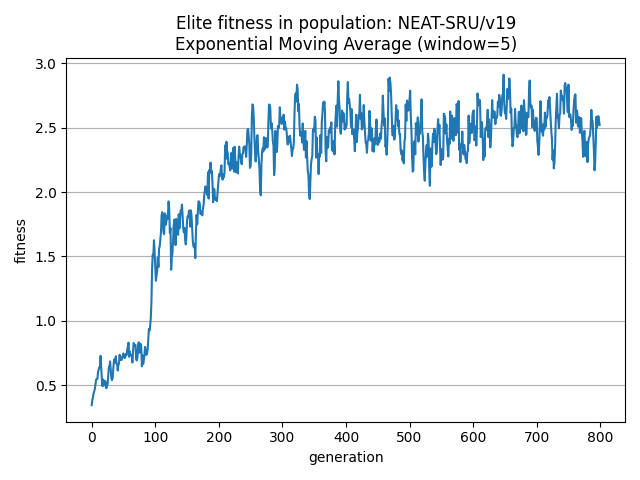 Elite fitness in population: NEAT-SRU/v19
Exponential Moving Average (window=5)
fitness
3.0
2.5
2.0
1.5
1.0
0.5
0 100 200 300 400 500 600 700 800
generation